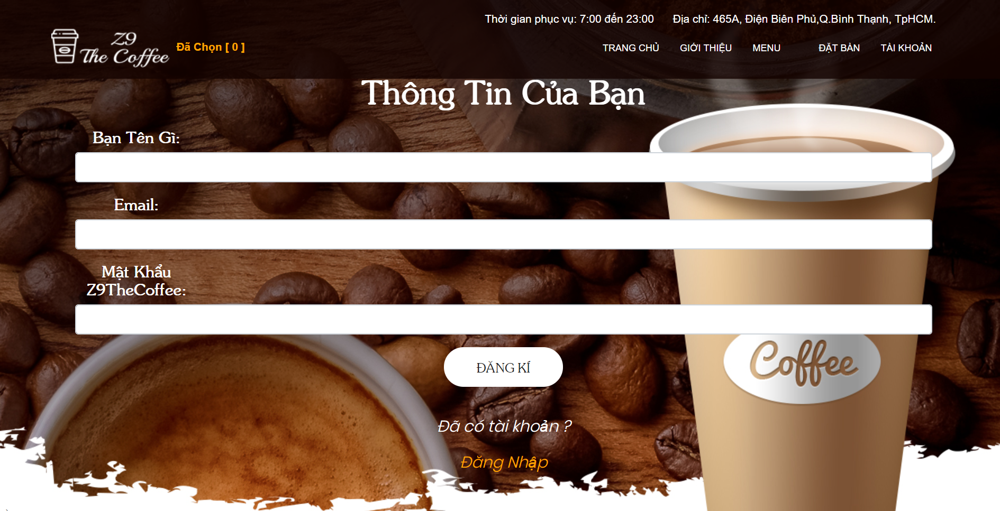 Thời gian phục vụ: 7:00 đến 23:00 Địa chỉ: 465A, Điện Biên Phủ,Q.Bình Thạnh, TpHCM.
Z9
The Coffee
Đã Chọn [ 0 ]
TRANG CHỦ GIỚI THIỆU MENU ĐẶT BÀN TÀI KHOẢN
Thông Tin Của Bạn
Bạn Tên Gì:
Email:
Mật Khẩu
Z9TheCoffee:
ĐĂNG KÍ
Coffee
Đã có tài khoản ?
Đăng Nhập